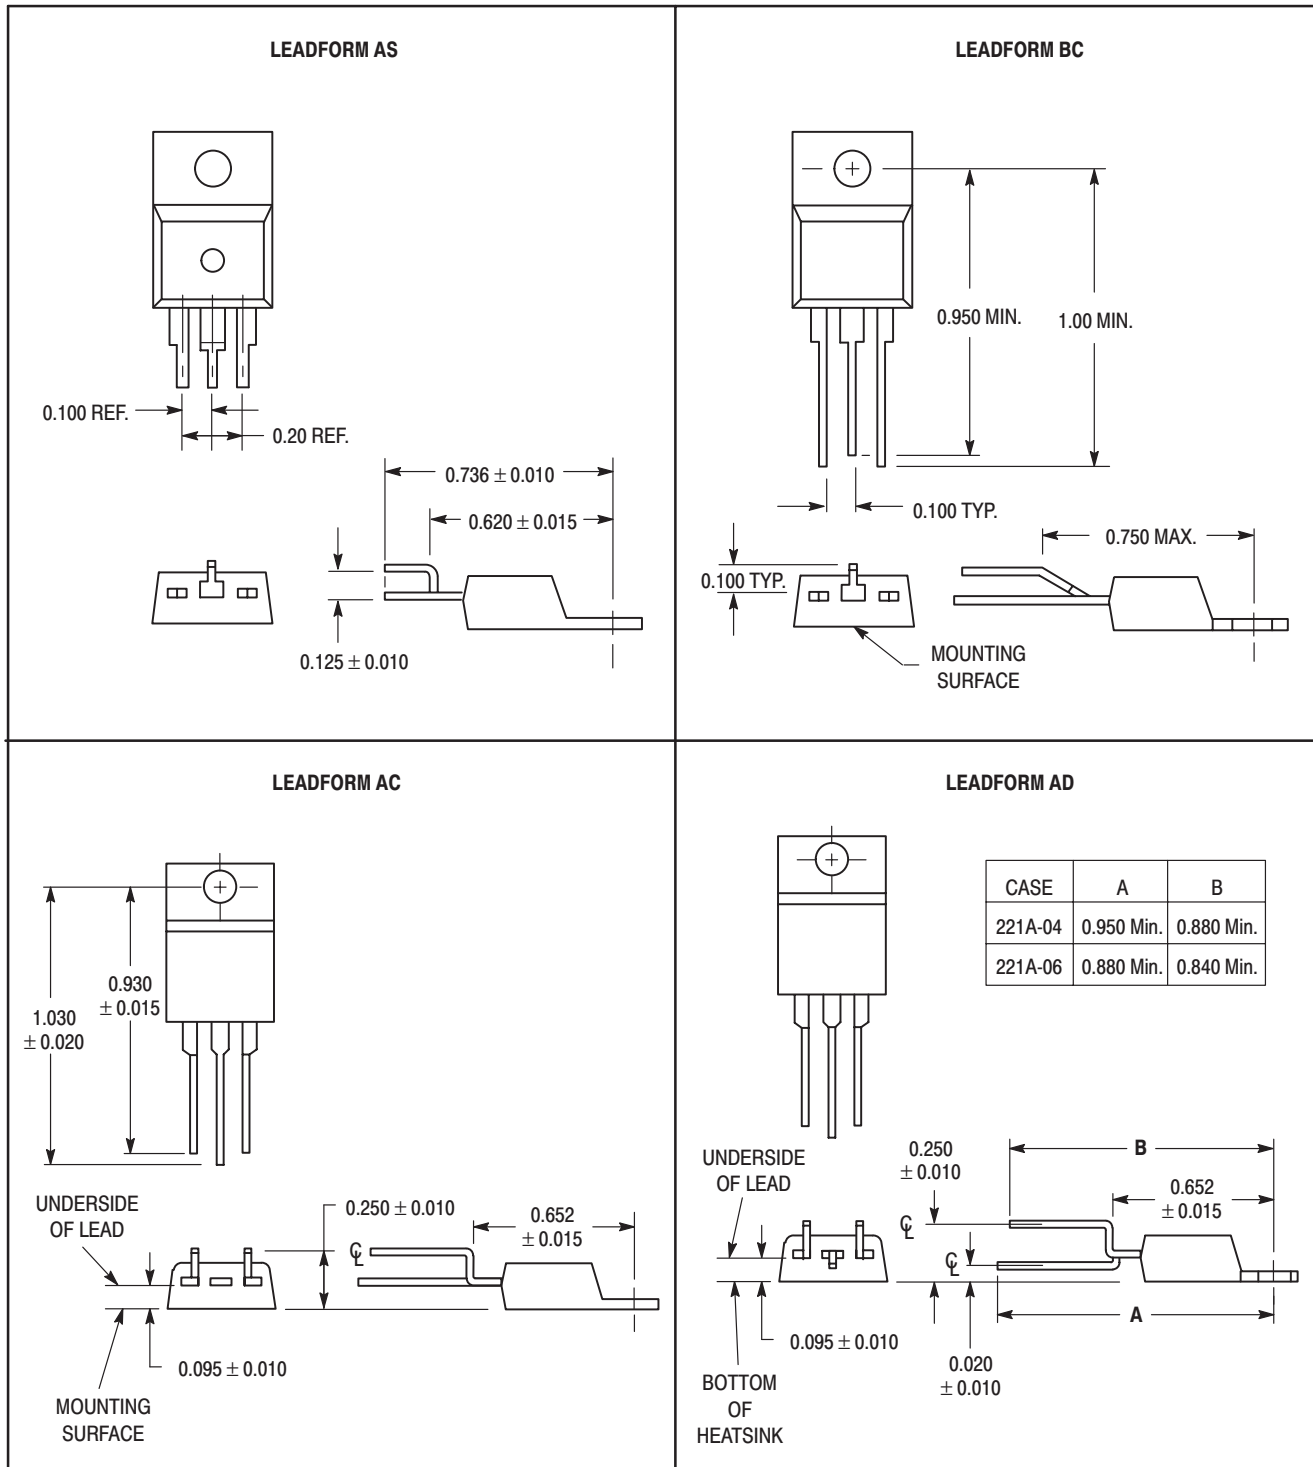 LEADFORM AS
0.100 REF.
0.20 REF.
0.736 ± 0.010
0.620 ± 0.015
0.125 ± 0.010
LEADFORM BC
0.950 MIN.
1.00 MIN.
0.100 TYP.
0.750 MAX.
0.100 TYP.
MOUNTING
SURFACE
LEADFORM AC
0.930
± 0.015
1.030
± 0.020
UNDERSIDE
OF LEAD
0.250 ± 0.010
0.652
± 0.015
℄
0.095 ± 0.010
MOUNTING
SURFACE
LEADFORM AD
CASE A B
221A-04 0.950 Min. 0.880 Min.
221A-06 0.880 Min. 0.840 Min.
UNDERSIDE
OF LEAD
0.250
± 0.010
B
0.652
± 0.015
℄
℄
A
0.095 ± 0.010
0.020
± 0.010
BOTTOM
OF
HEATSINK